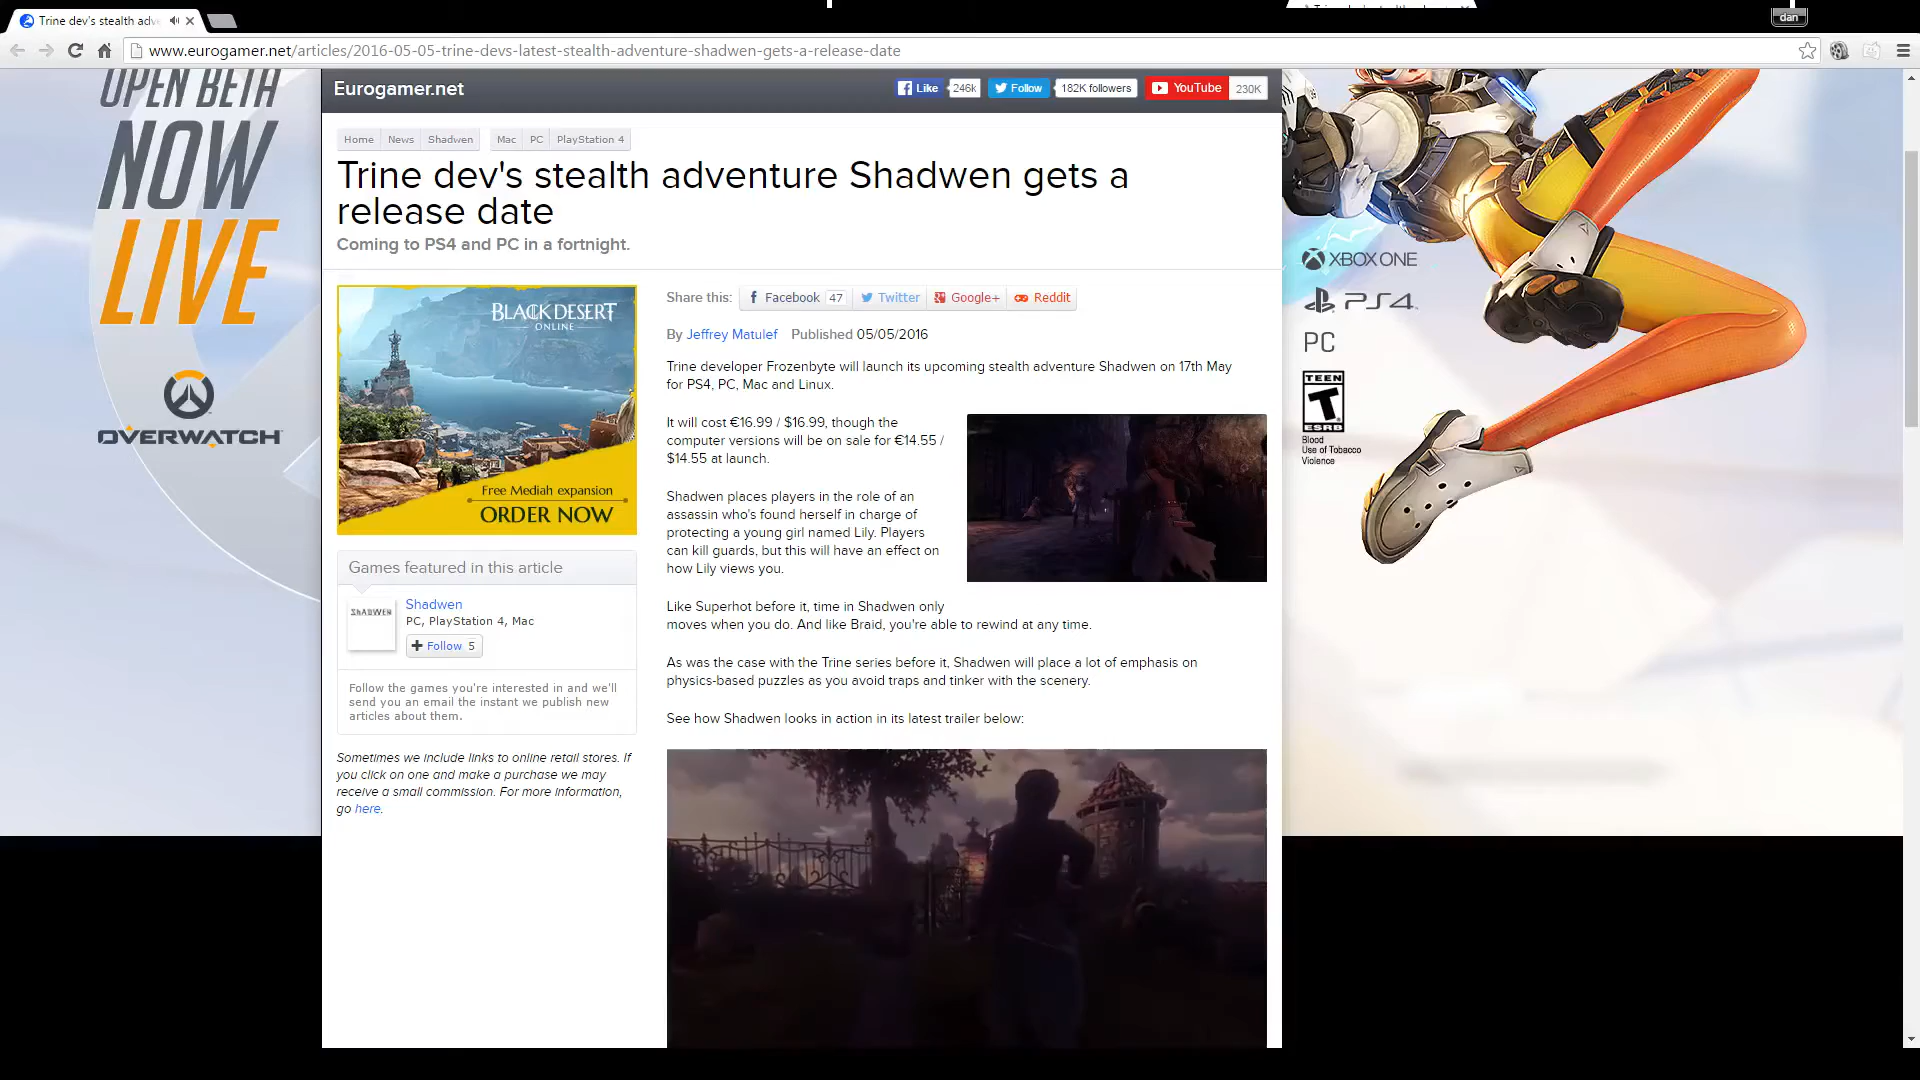 Trine dev's stealth adve
dan
www.eurogamer.net/articles/2016-05-05-trine-devs-latest-stealth-adventure-shadwen-gets-a-release-date
OPEN BETA
NOW
LIVE
OVERWATCH
Eurogamer.net
Like 246k
Follow 182K followers
YouTube 230K
Home News Shadwen Mac PC PlayStation 4
Trine dev's stealth adventure Shadwen gets a
release date
Coming to PS4 and PC in a fortnight.
BLACK DESERT
ONLINE
Free Mediah expansion
ORDER NOW
Games featured in this article
SHADWEN
Shadwen
PC, PlayStation 4, Mac
Follow 5
Follow the games you're interested in and we'll
send you an email the instant we publish new
articles about them.
Sometimes we include links to online retail stores. If
you click on one and make a purchase we may
receive a small commission. For more information,
go here.
Share this: Facebook 47 Twitter Google+ Reddit
By Jeffrey Matulef Published 05/05/2016
Trine developer Frozenbyte will launch its upcoming stealth adventure Shadwen on 17th May
for PS4, PC, Mac and Linux.
It will cost €16.99 / $16.99, though the
computer versions will be on sale for €14.55 /
$14.55 at launch.
Shadwen places players in the role of an
assassin who's found herself in charge of
protecting a young girl named Lily. Players
can kill guards, but this will have an effect on
how Lily views you.
Like Superhot before it, time in Shadwen only
moves when you do. And like Braid, you're able to rewind at any time.
As was the case with the Trine series before it, Shadwen will place a lot of emphasis on
physics-based puzzles as you avoid traps and tinker with the scenery.
See how Shadwen looks in action in its latest trailer below:
XBOX ONE
PS4
PC
TEEN
T
ESRB
Blood
Use of Tobacco
Violence